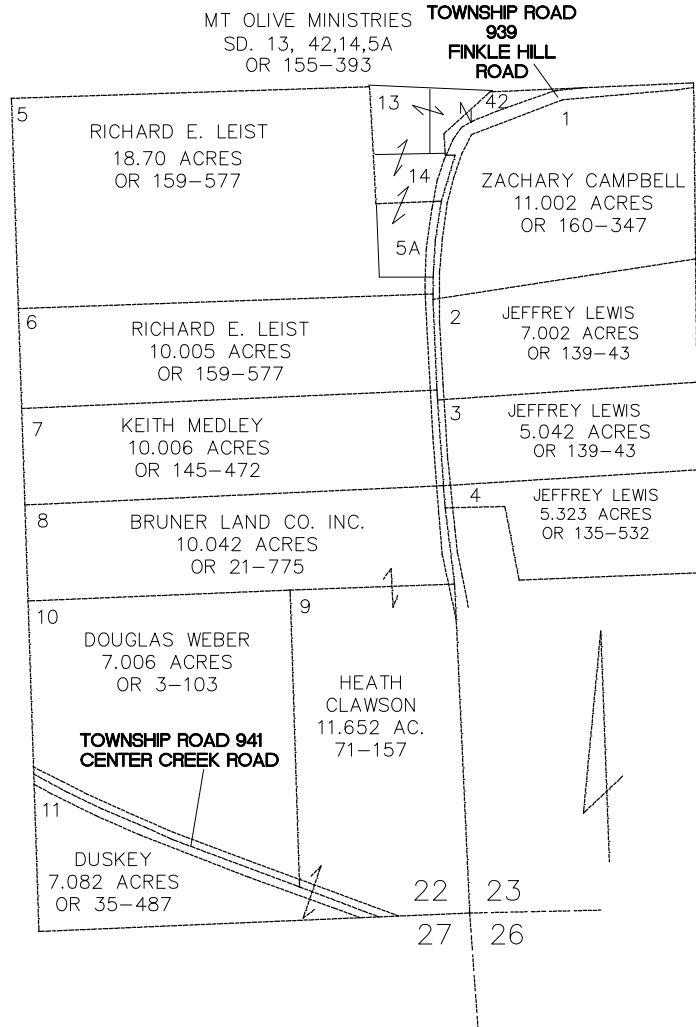 MT OLIVE MINISTRIES
SD. 13, 42,14,5A
OR 155-393
TOWNSHIP ROAD
939
FINKLE HILL
ROAD
5
RICHARD E. LEIST
18.70 ACRES
OR 159-577
13
42
14
5A
1
ZACHARY CAMPBELL
11.002 ACRES
OR 160-347
6
RICHARD E. LEIST
10.005 ACRES
OR 159-577
2
JEFFREY LEWIS
7.002 ACRES
OR 139-43
7
KEITH MEDLEY
10.006 ACRES
OR 145-472
3
JEFFREY LEWIS
5.042 ACRES
OR 139-43
8
BRUNER LAND CO. INC.
10.042 ACRES
OR 21-775
4
JEFFREY LEWIS
5.323 ACRES
OR 135-532
10
DOUGLAS WEBER
7.006 ACRES
OR 3-103
9
HEATH
CLAWSON
11.652 AC.
71-157
TOWNSHIP ROAD 941
CENTER CREEK ROAD
11
DUSKEY
7.082 ACRES
OR 35-487
22 23
27 26